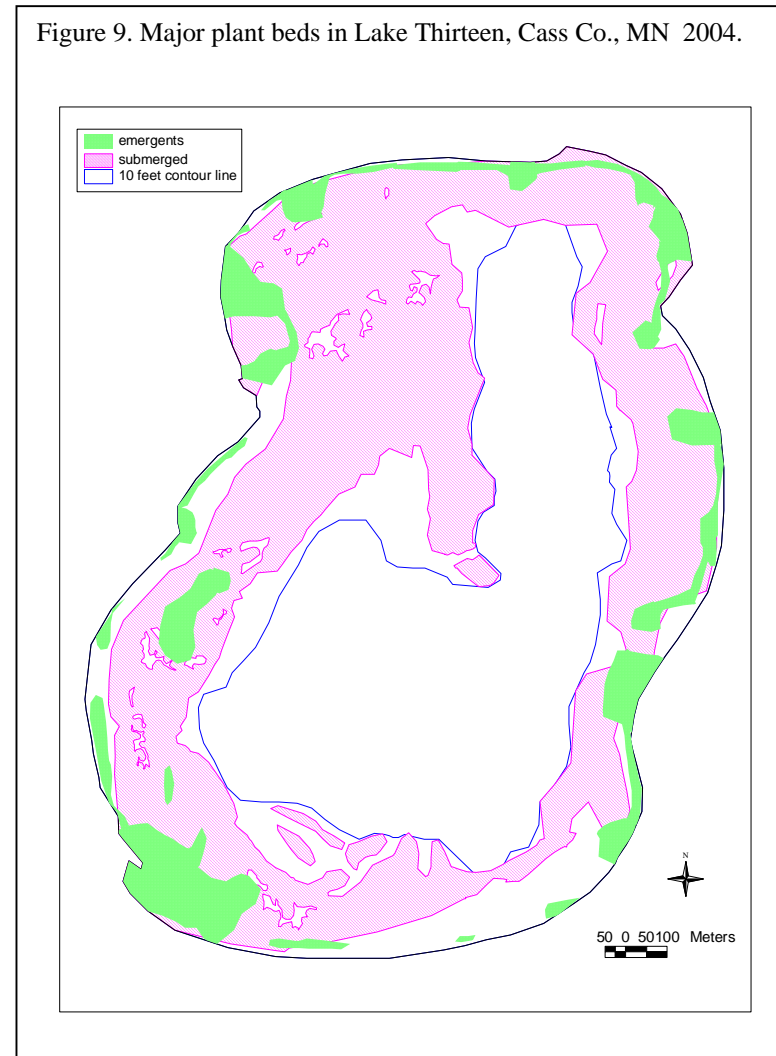 Figure 9. Major plant beds in Lake Thirteen, Cass Co., MN  2004.
emergents
submerged
10 feet contour line
N
50 0 50100 Meters